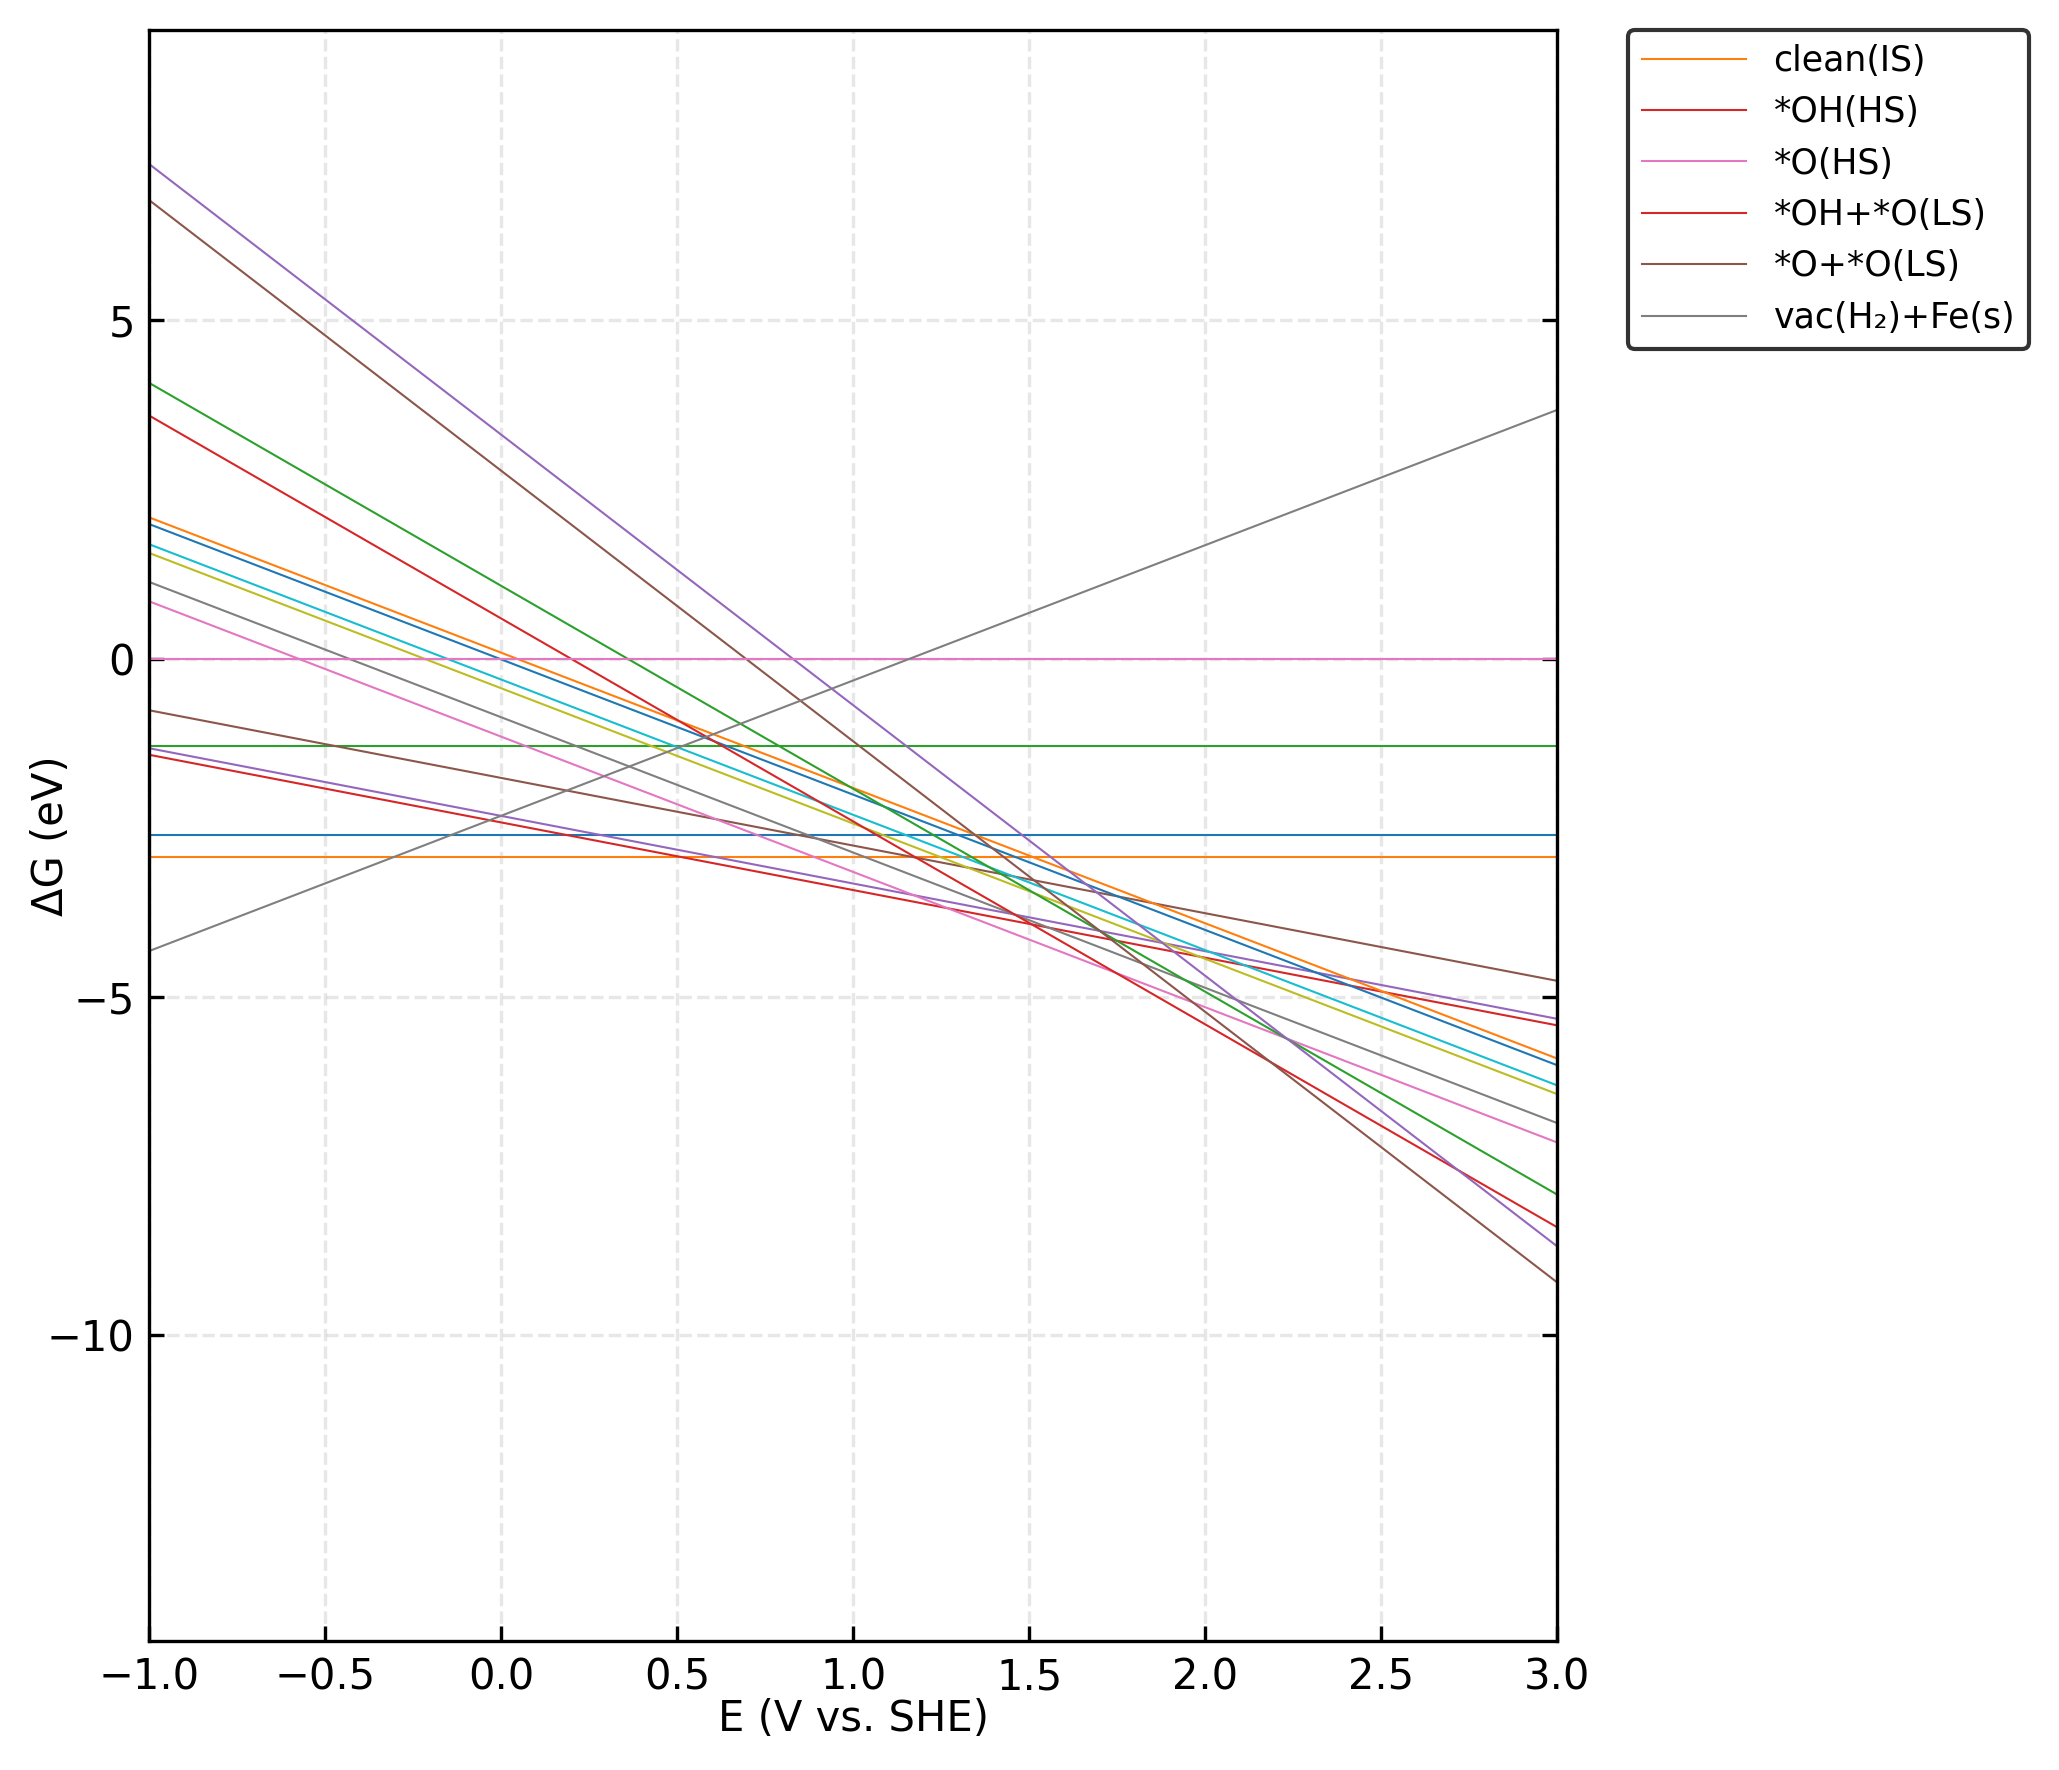 clean(IS)
*OH(HS)
*O(HS)
*OH+*O(LS)
*O+*O(LS)
vac(H₂)+Fe(s)
ΔG (eV)
5
0
−5
−10
−1.0 −0.5 0.0 0.5 1.0 1.5 2.0 2.5 3.0
E (V vs. SHE)